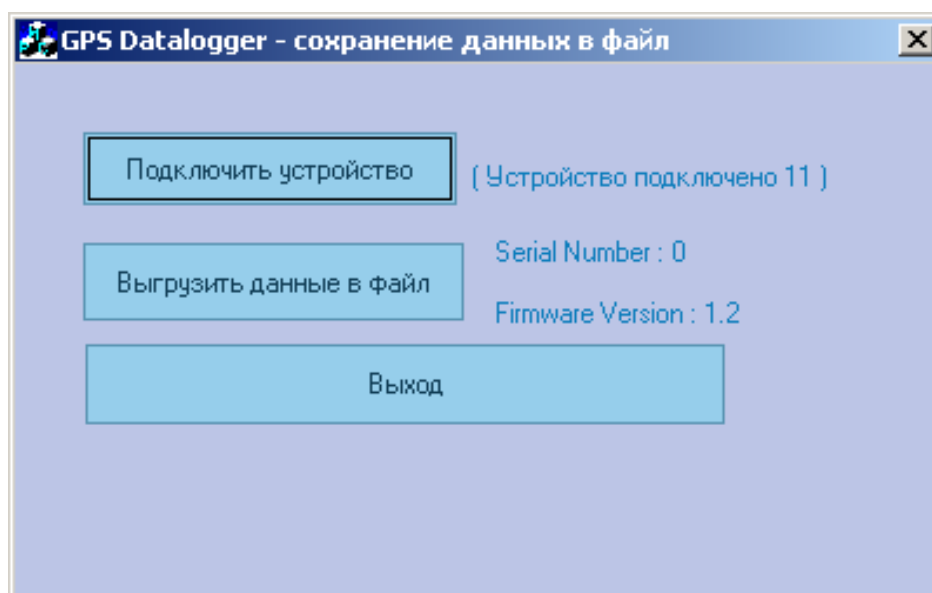 GPS Datalogger - сохранение данных в файл
Подключить устройство
( Устройство подключено 11 )
Выгрузить данные в файл
Serial Number : 0
Firmware Version : 1.2
Выход